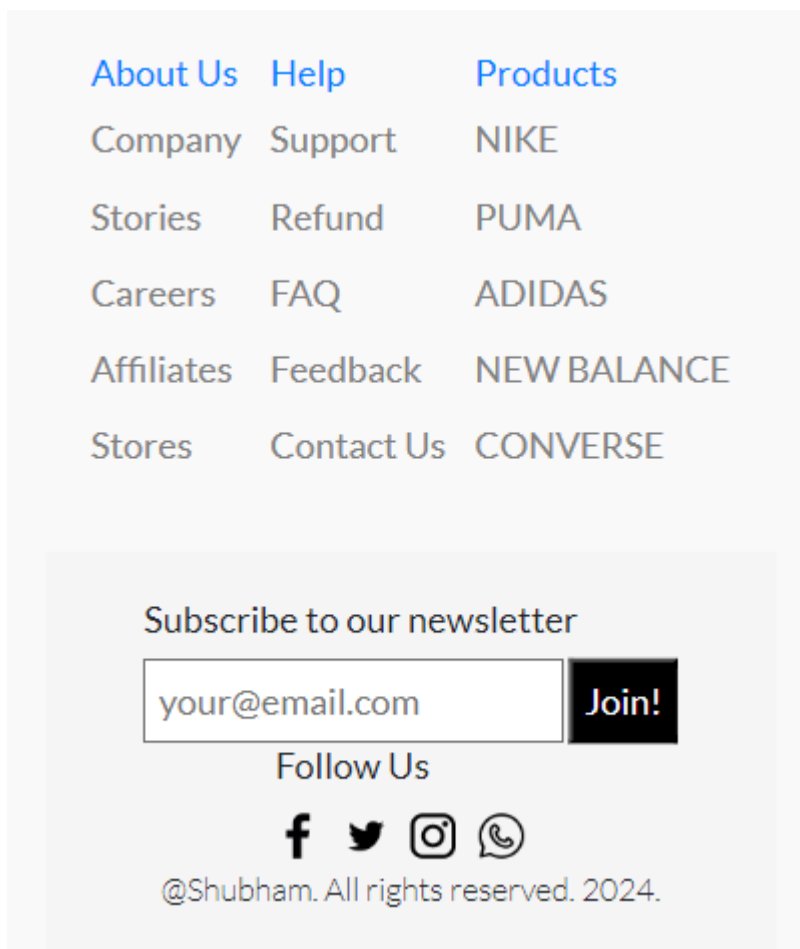 About Us Help Products
Company Support NIKE
Stories Refund PUMA
Careers FAQ ADIDAS
Affiliates Feedback NEW BALANCE
Stores Contact Us CONVERSE
Subscribe to our newsletter
your@email.com Join!
Follow Us
@Shubham. All rights reserved. 2024.